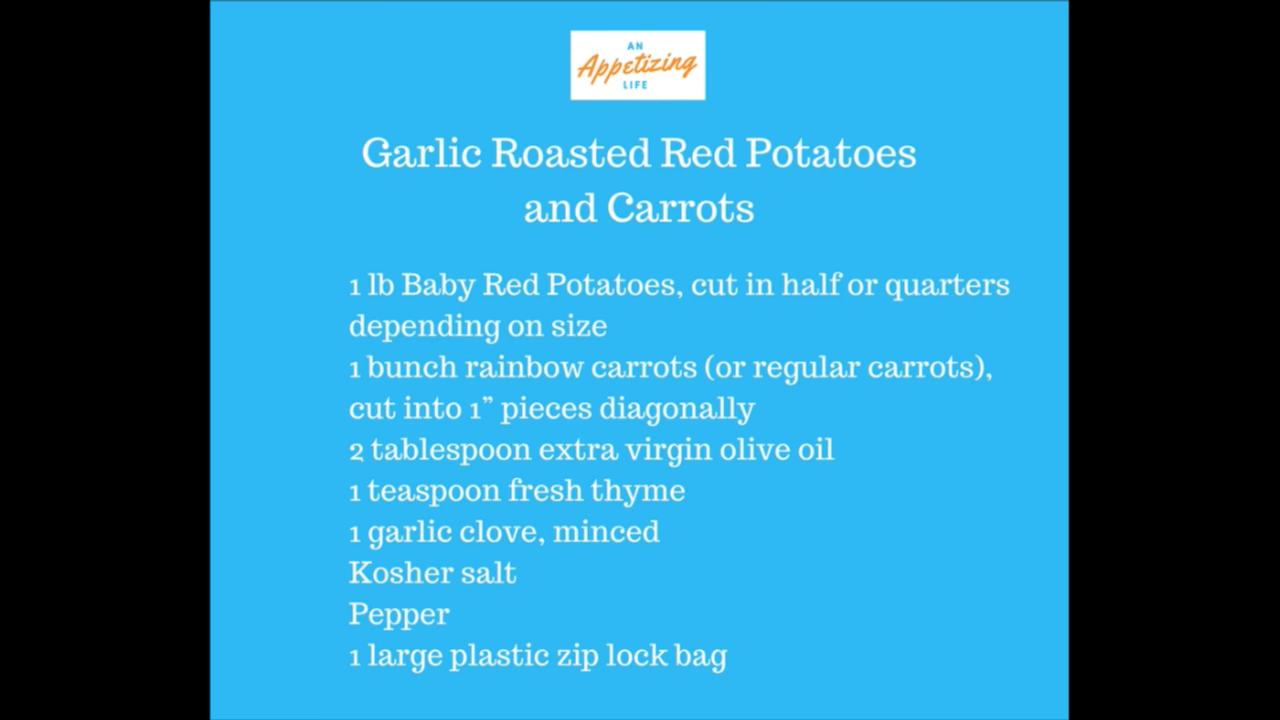 AN
Appetizing
LIFE
Garlic Roasted Red Potatoes
and Carrots
1 lb Baby Red Potatoes, cut in half or quarters
depending on size
1 bunch rainbow carrots (or regular carrots),
cut into 1” pieces diagonally
2 tablespoon extra virgin olive oil
1 teaspoon fresh thyme
1 garlic clove, minced
Kosher salt
Pepper
1 large plastic zip lock bag